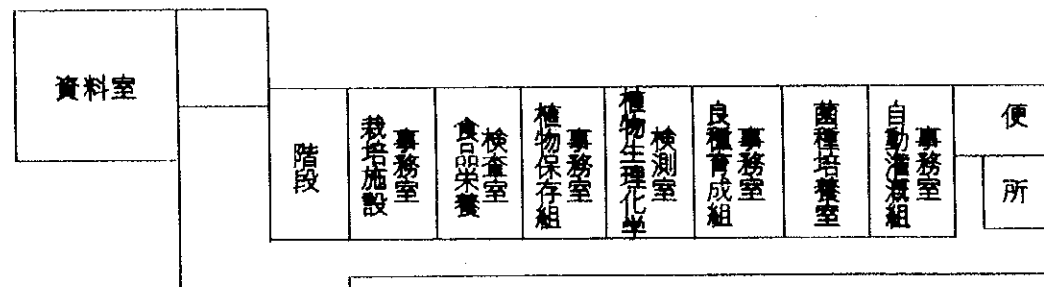 資料室
階段
栽培施設
事務室
食品栄養
検査室
植物保存組
事務室
植物生理化学
検測室
良種育成組
事務室
菌種培養室
自動灌漑組
事務室
便
所